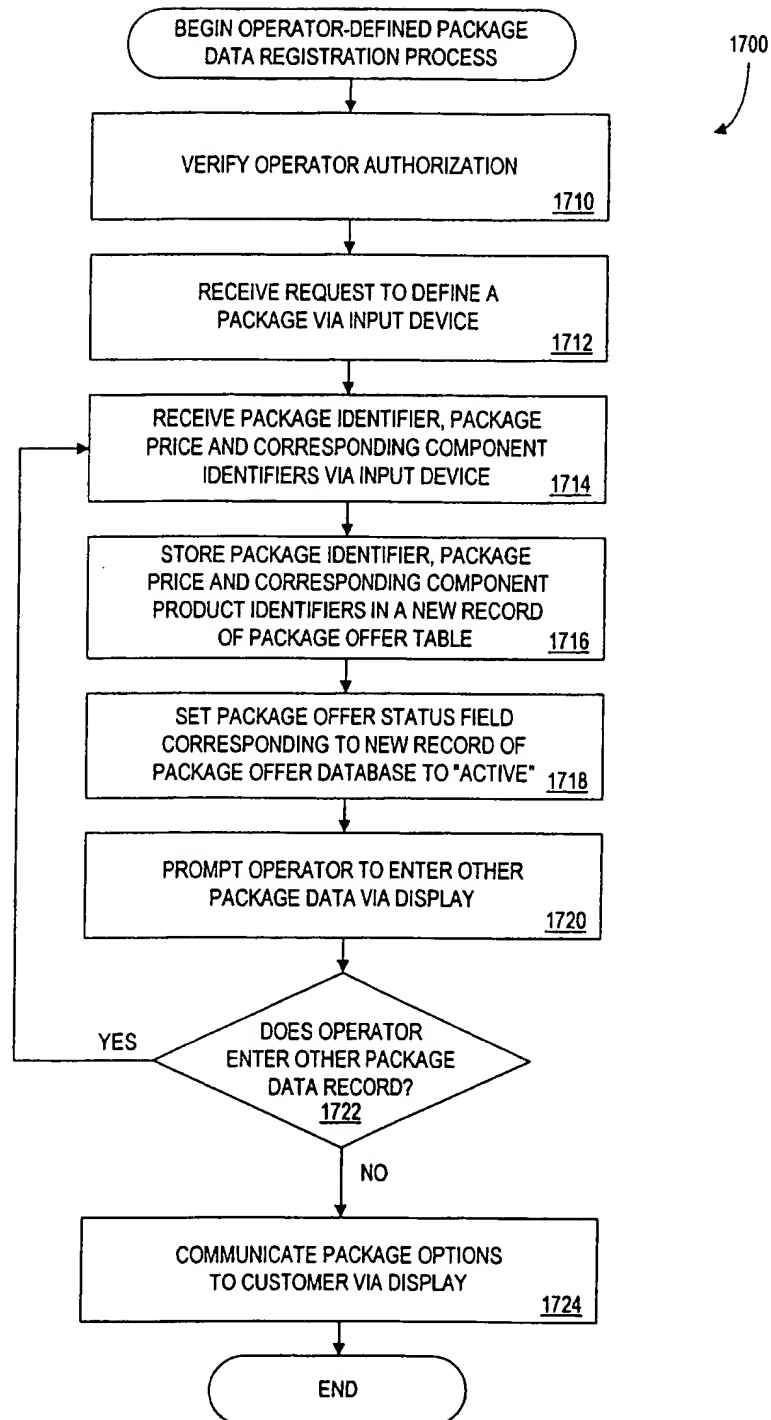 BEGIN OPERATOR-DEFINED PACKAGE
DATA REGISTRATION PROCESS
1700
VERIFY OPERATOR AUTHORIZATION
1710
RECEIVE REQUEST TO DEFINE A
PACKAGE VIA INPUT DEVICE
1712
RECEIVE PACKAGE IDENTIFIER, PACKAGE
PRICE AND CORRESPONDING COMPONENT
IDENTIFIERS VIA INPUT DEVICE
1714
STORE PACKAGE IDENTIFIER, PACKAGE
PRICE AND CORRESPONDING COMPONENT
PRODUCT IDENTIFIERS IN A NEW RECORD
OF PACKAGE OFFER TABLE
1716
SET PACKAGE OFFER STATUS FIELD
CORRESPONDING TO NEW RECORD OF
PACKAGE OFFER DATABASE TO "ACTIVE"
1718
PROMPT OPERATOR TO ENTER OTHER
PACKAGE DATA VIA DISPLAY
1720
YES
DOES OPERATOR
ENTER OTHER PACKAGE
DATA RECORD?
1722
NO
COMMUNICATE PACKAGE OPTIONS
TO CUSTOMER VIA DISPLAY
1724
END